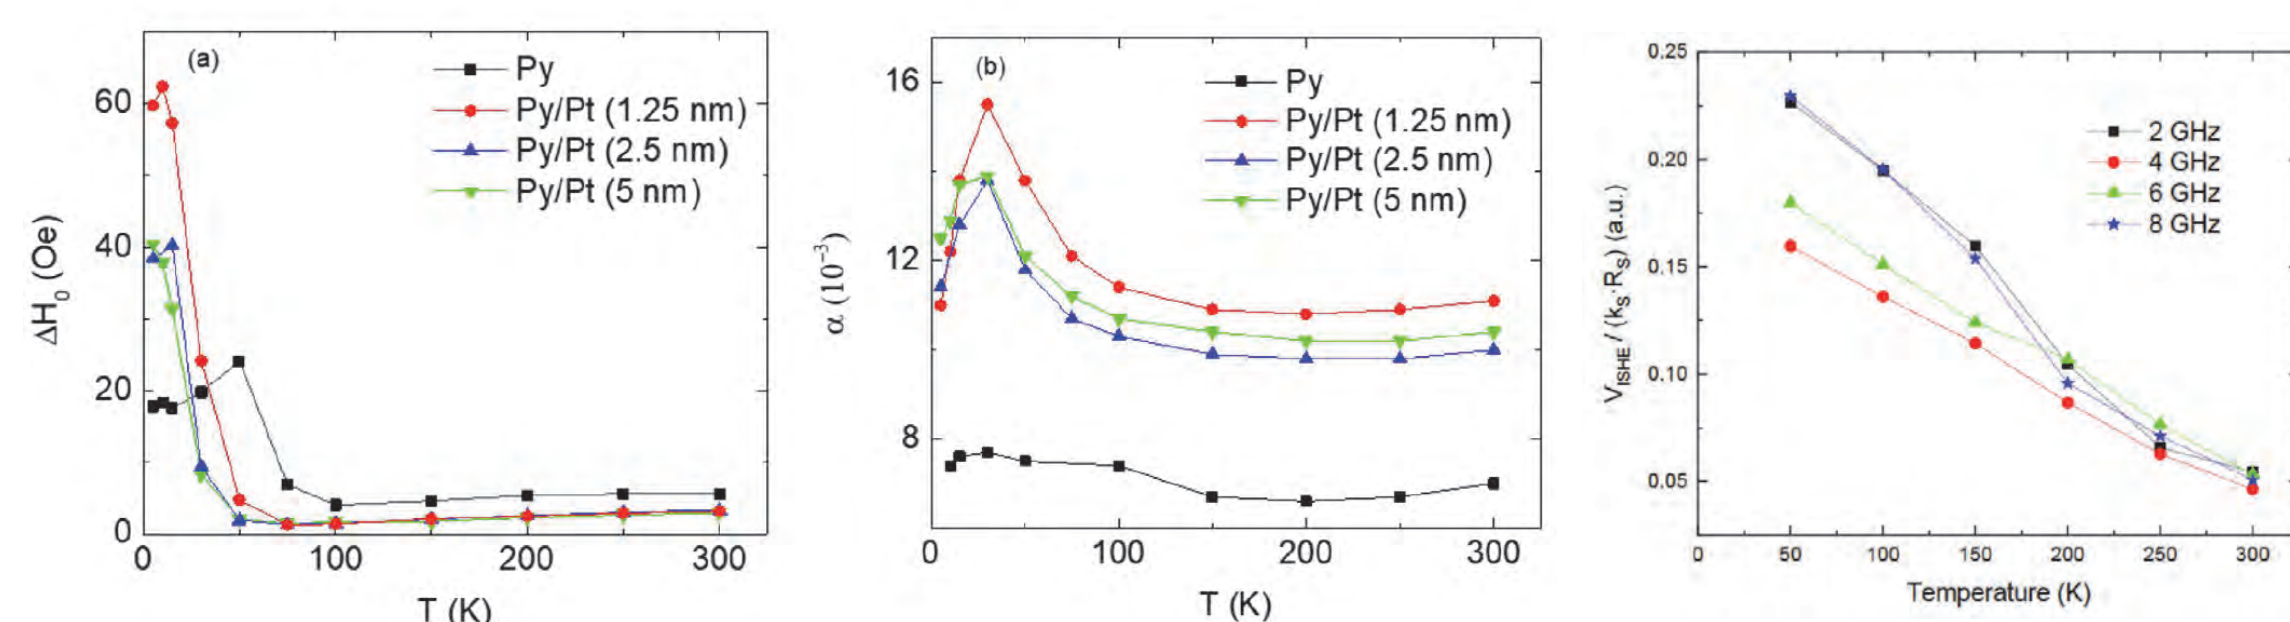 (a)
Py
Py/Pt (1.25 nm)
Py/Pt (2.5 nm)
Py/Pt (5 nm)
ΔH₀ (Oe)
60
40
20
0
0 100 200 300
T (K)
(b)
Py
Py/Pt (1.25 nm)
Py/Pt (2.5 nm)
Py/Pt (5 nm)
α (10⁻³)
16
12
8
0 100 200 300
T (K)
2 GHz
4 GHz
6 GHz
8 GHz
V_ISHE / (k_S·R_S) (a.u.)
0.25
0.20
0.15
0.10
0.05
0 50 100 150 200 250 300
Temperature (K)